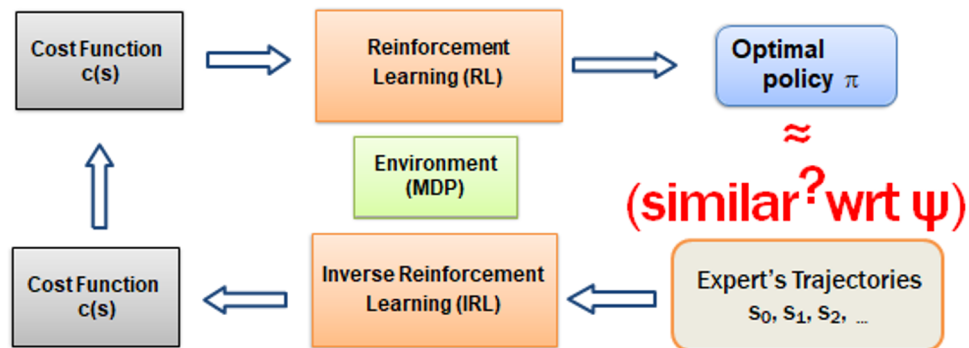 Cost Function
c(s)
Reinforcement
Learning (RL)
Optimal
policy π
≈
Environment
(MDP)
(similar?wrt ψ)
Cost Function
c(s)
Inverse Reinforcement
Learning (IRL)
Expert's Trajectories
s₀, s₁, s₂, ...